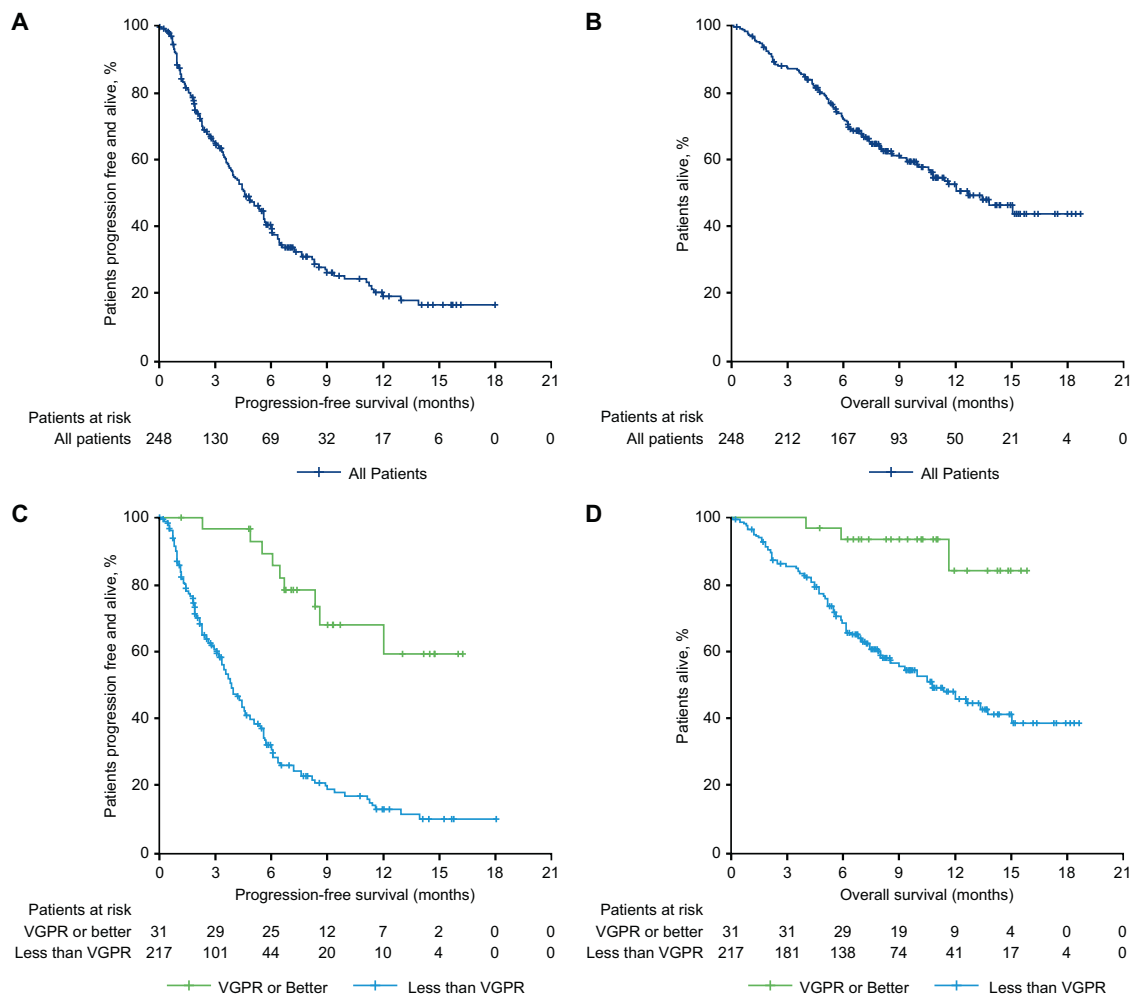 A
Patients progression free and alive, %
100
80
60
40
20
0
0 3 6 9 12 15 18 21
Progression-free survival (months)
Patients at risk
All patients 248 130 69 32 17 6 0 0
All Patients
B
Patients alive, %
100
80
60
40
20
0
0 3 6 9 12 15 18 21
Overall survival (months)
Patients at risk
All patients 248 212 167 93 50 21 4 0
All Patients
C
Patients progression free and alive, %
100
80
60
40
20
0
0 3 6 9 12 15 18 21
Progression-free survival (months)
Patients at risk
VGPR or better 31 29 25 12 7 2 0 0
Less than VGPR 217 101 44 20 10 4 0 0
VGPR or Better Less than VGPR
D
Patients alive, %
100
80
60
40
20
0
0 3 6 9 12 15 18 21
Overall survival (months)
Patients at risk
VGPR or better 31 31 29 19 9 4 0 0
Less than VGPR 217 181 138 74 41 17 4 0
VGPR or Better Less than VGPR